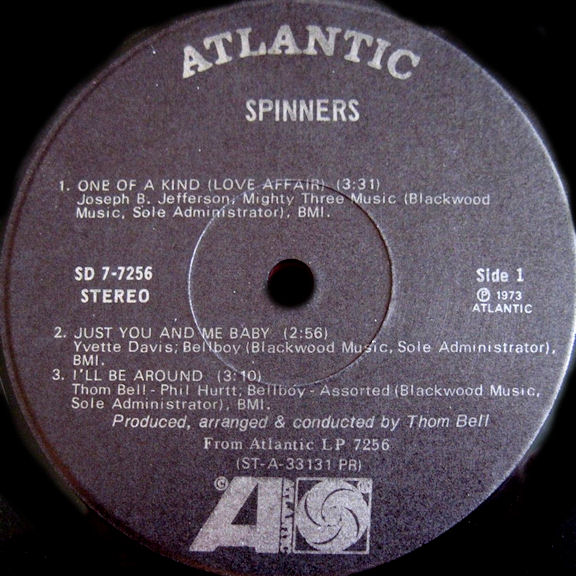 ATLANTIC
SPINNERS
1. ONE OF A KIND (LOVE AFFAIR) (3:31)
Joseph B. Jefferson; Mighty Three Music (Blackwood
Music, Sole Administrator), BMI.
SD 7-7256
STEREO
Side 1
℗ 1973
ATLANTIC
2. JUST YOU AND ME BABY (2:56)
Yvette Davis; Bellboy (Blackwood Music, Sole Administrator),
BMI.
3. I'LL BE AROUND (3:10)
Thom Bell - Phil Hurtt; Bellboy - Assorted (Blackwood Music,
Sole Administrator), BMI.
Produced, arranged & conducted by Thom Bell
From Atlantic LP 7256
(ST-A-33131 PR)
© A ATLANTIC ©